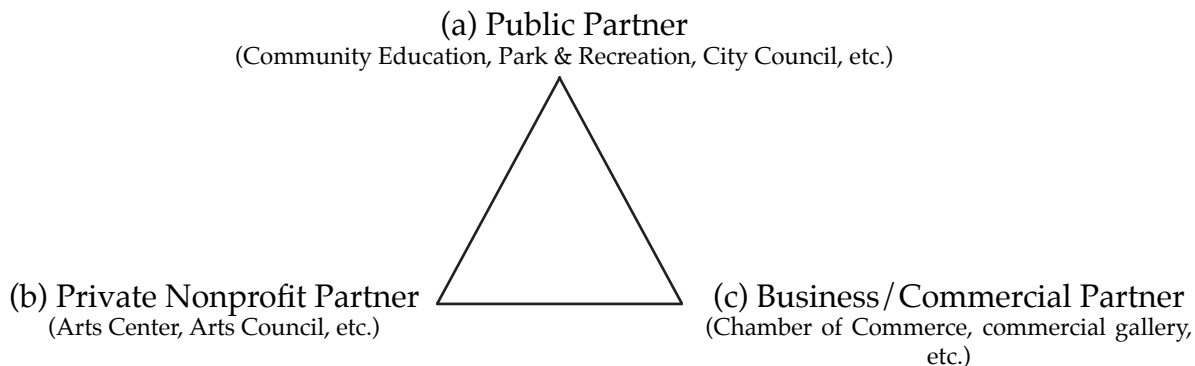 (a) Public Partner
(Community Education, Park & Recreation, City Council, etc.)
(b) Private Nonprofit Partner
(Arts Center, Arts Council, etc.)
(c) Business/Commercial Partner
(Chamber of Commerce, commercial gallery,
etc.)